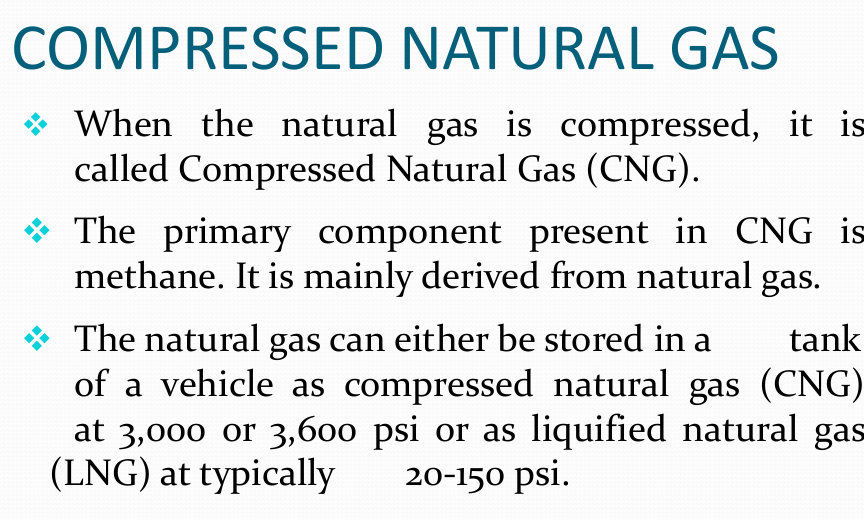 COMPRESSED NATURAL GAS
❖ When the natural gas is compressed, it is
called Compressed Natural Gas (CNG).
❖ The primary component present in CNG is
methane. It is mainly derived from natural gas.
❖ The natural gas can either be stored in a tank
of a vehicle as compressed natural gas (CNG)
at 3,000 or 3,600 psi or as liquified natural gas
(LNG) at typically 20-150 psi.